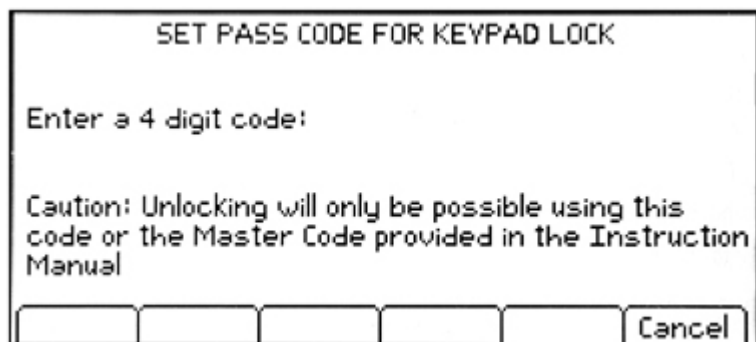 SET PASS CODE FOR KEYPAD LOCK
Enter a 4 digit code:
Caution: Unlocking will only be possible using this
code or the Master Code provided in the Instruction
Manual
Cancel